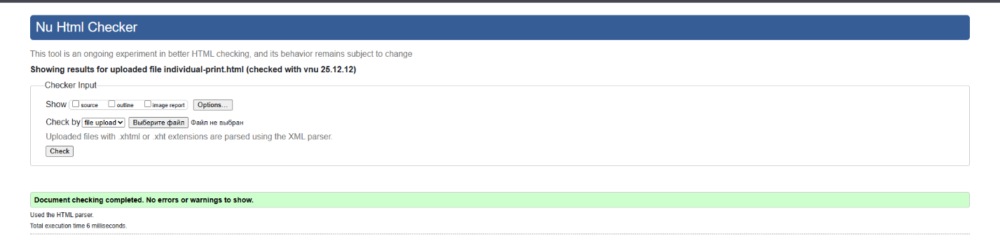 Nu Html Checker
This tool is an ongoing experiment in better HTML checking, and its behavior remains subject to change
Showing results for uploaded file individual-print.html (checked with vnu 25.12.12)
Checker Input
Show source outline image report Options...
Check by file upload Выберите файл Файл не выбран
Uploaded files with .xhtml or .xht extensions are parsed using the XML parser.
Check
Document checking completed. No errors or warnings to show.
Used the HTML parser.
Total execution time 6 milliseconds.